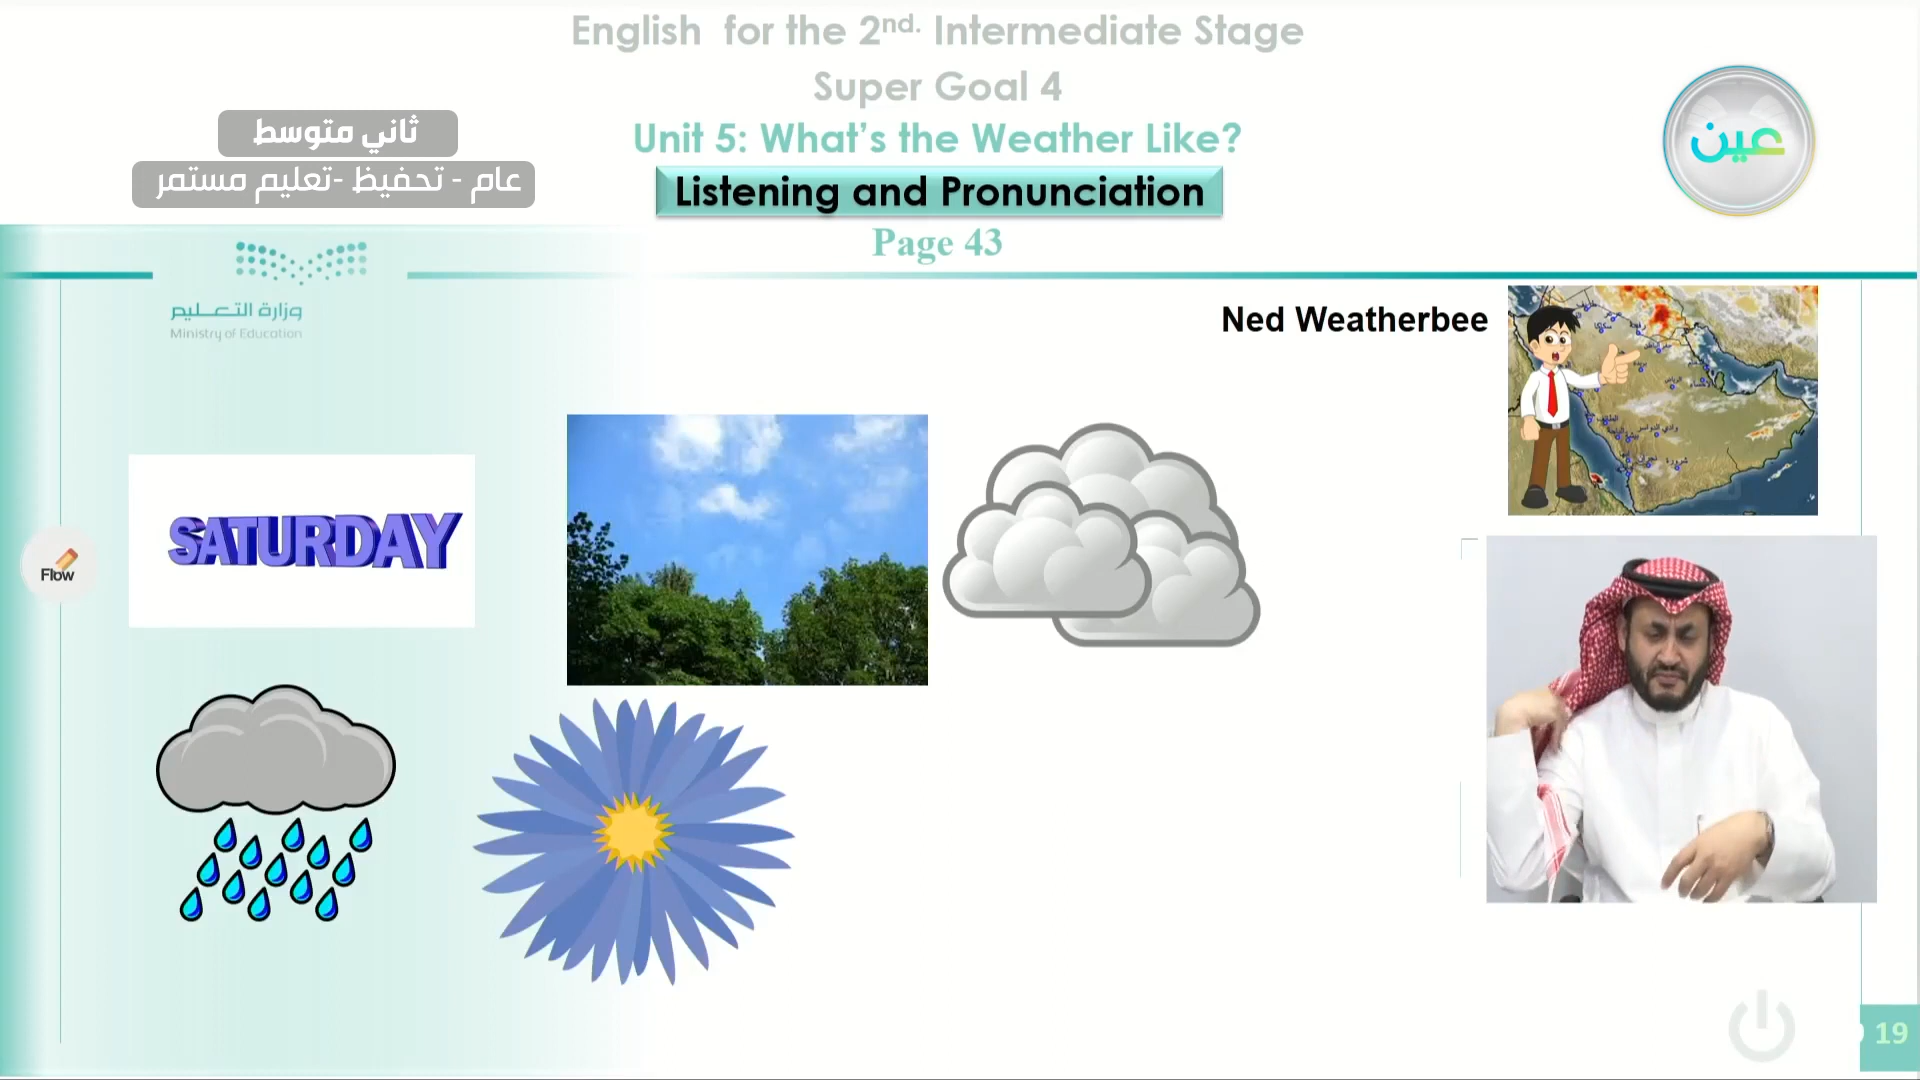 English for the 2nd. Intermediate Stage
Super Goal 4
Unit 5: What's the Weather Like?
Listening and Pronunciation
Page 43
ثاني متوسط
عام - تحفيظ -تعليم مستمر
عين
وزارة التعليم
Ministry of Education
Ned Weatherbee
SATURDAY
Flow
19